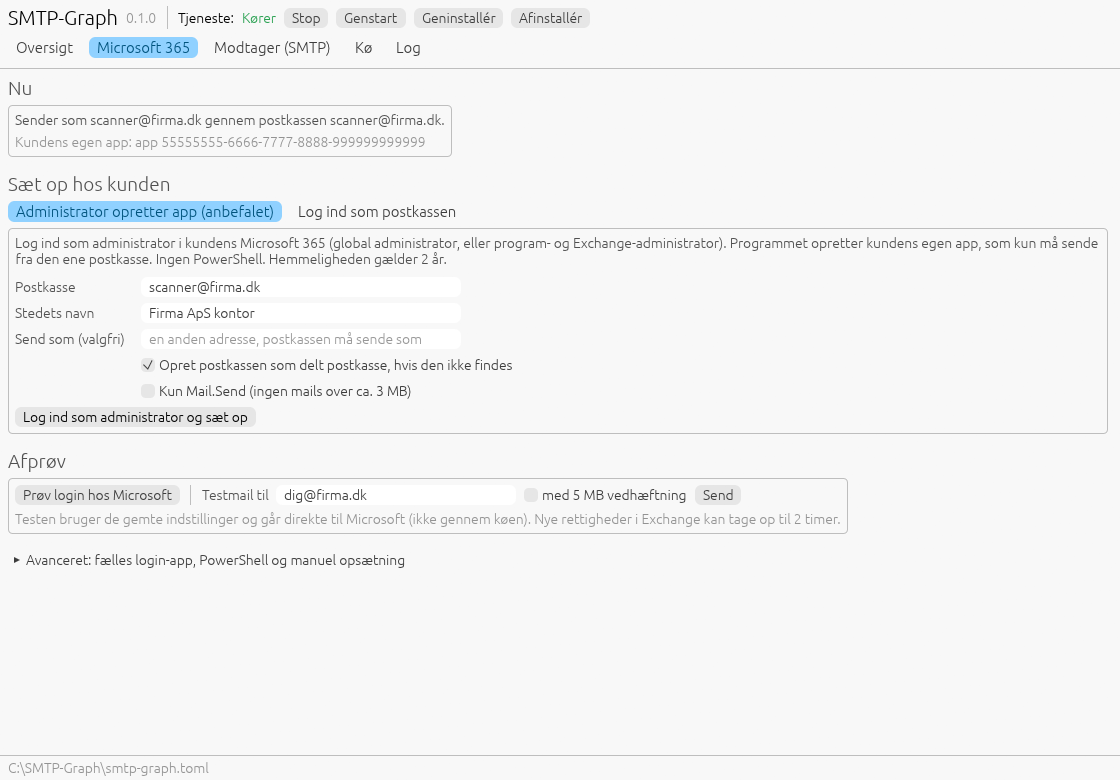 SMTP-Graph 0.1.0 Tjeneste: Kører Stop Genstart Geninstallér Afinstallér
Oversigt Microsoft 365 Modtager (SMTP) Kø Log
Nu
Sender som scanner@firma.dk gennem postkassen scanner@firma.dk.
Kundens egen app: app 55555555-6666-7777-8888-999999999999
Sæt op hos kunden
Administrator opretter app (anbefalet) Log ind som postkassen
Log ind som administrator i kundens Microsoft 365 (global administrator, eller program- og Exchange-administrator). Programmet opretter kundens egen app, som kun må sende
fra den ene postkasse. Ingen PowerShell. Hemmeligheden gælder 2 år.
Postkasse scanner@firma.dk
Stedets navn Firma ApS kontor
Send som (valgfri) en anden adresse, postkassen må sende som
Opret postkassen som delt postkasse, hvis den ikke findes
Kun Mail.Send (ingen mails over ca. 3 MB)
Log ind som administrator og sæt op
Afprøv
Prøv login hos Microsoft Testmail til dig@firma.dk med 5 MB vedhæftning Send
Testen bruger de gemte indstillinger og går direkte til Microsoft (ikke gennem køen). Nye rettigheder i Exchange kan tage op til 2 timer.
Avanceret: fælles login-app, PowerShell og manuel opsætning
C:\SMTP-Graph\smtp-graph.toml